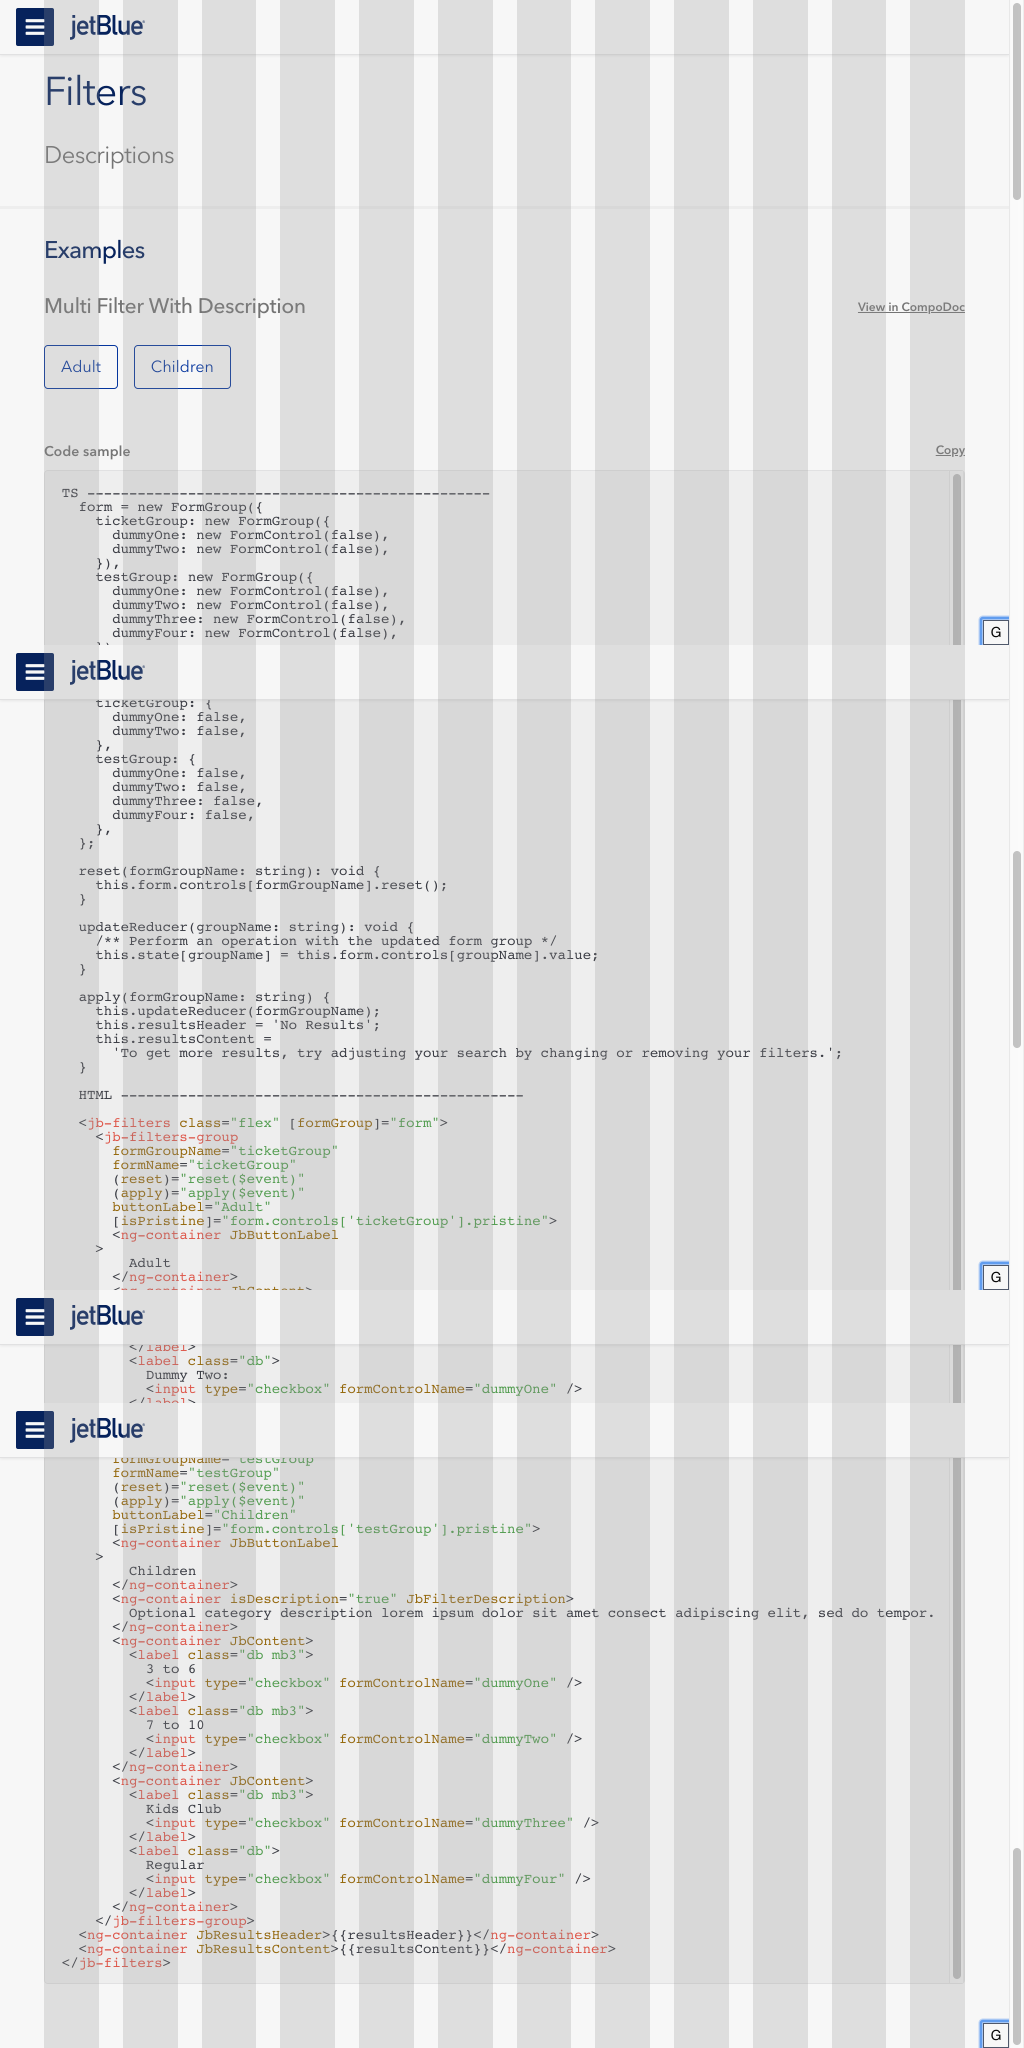 jetBlue
Filters
Descriptions
Examples
Multi Filter With Description
View in CompoDoc
Adult
Children
Code sample
Copy
TS ------------------------------------------------
form = new FormGroup({
ticketGroup: new FormGroup({
dummyOne: new FormControl(false),
dummyTwo: new FormControl(false),
}),
testGroup: new FormGroup({
dummyOne: new FormControl(false),
dummyTwo: new FormControl(false),
dummyThree: new FormControl(false),
dummyFour: new FormControl(false),
G
jetBlue
ticketGroup: {
dummyOne: false,
dummyTwo: false,
},
testGroup: {
dummyOne: false,
dummyTwo: false,
dummyThree: false,
dummyFour: false,
},
};
reset(formGroupName: string): void {
this.form.controls[formGroupName].reset();
}
updateReducer(groupName: string): void {
/** Perform an operation with the updated form group */
this.state[groupName] = this.form.controls[groupName].value;
}
apply(formGroupName: string) {
this.updateReducer(formGroupName);
this.resultsHeader = 'No Results';
this.resultsContent =
'To get more results, try adjusting your search by changing or removing your filters.';
}
HTML ------------------------------------------------
<jb-filters class="flex" [formGroup]="form">
<jb-filters-group
formGroupName="ticketGroup"
formName="ticketGroup"
(reset)="reset($event)"
(apply)="apply($event)"
buttonLabel="Adult"
[isPristine]="form.controls['ticketGroup'].pristine">
<ng-container JbButtonLabel
>
Adult
</ng-container>
<ng-container JbContent>
G
jetBlue
</label>
<label class="db">
Dummy Two:
<input type="checkbox" formControlName="dummyOne" />
</label>
jetBlue
formGroupName="testGroup"
formName="testGroup"
(reset)="reset($event)"
(apply)="apply($event)"
buttonLabel="Children"
[isPristine]="form.controls['testGroup'].pristine">
<ng-container JbButtonLabel
>
Children
</ng-container>
<ng-container isDescription="true" JbFilterDescription>
Optional category description lorem ipsum dolor sit amet consect adipiscing elit, sed do tempor.
</ng-container>
<ng-container JbContent>
<label class="db mb3">
3 to 6
<input type="checkbox" formControlName="dummyOne" />
</label>
<label class="db mb3">
7 to 10
<input type="checkbox" formControlName="dummyTwo" />
</label>
</ng-container>
<ng-container JbContent>
<label class="db mb3">
Kids Club
<input type="checkbox" formControlName="dummyThree" />
</label>
<label class="db">
Regular
<input type="checkbox" formControlName="dummyFour" />
</label>
</ng-container>
</jb-filters-group>
<ng-container JbResultsHeader>{{resultsHeader}}</ng-container>
<ng-container JbResultsContent>{{resultsContent}}</ng-container>
</jb-filters>
G